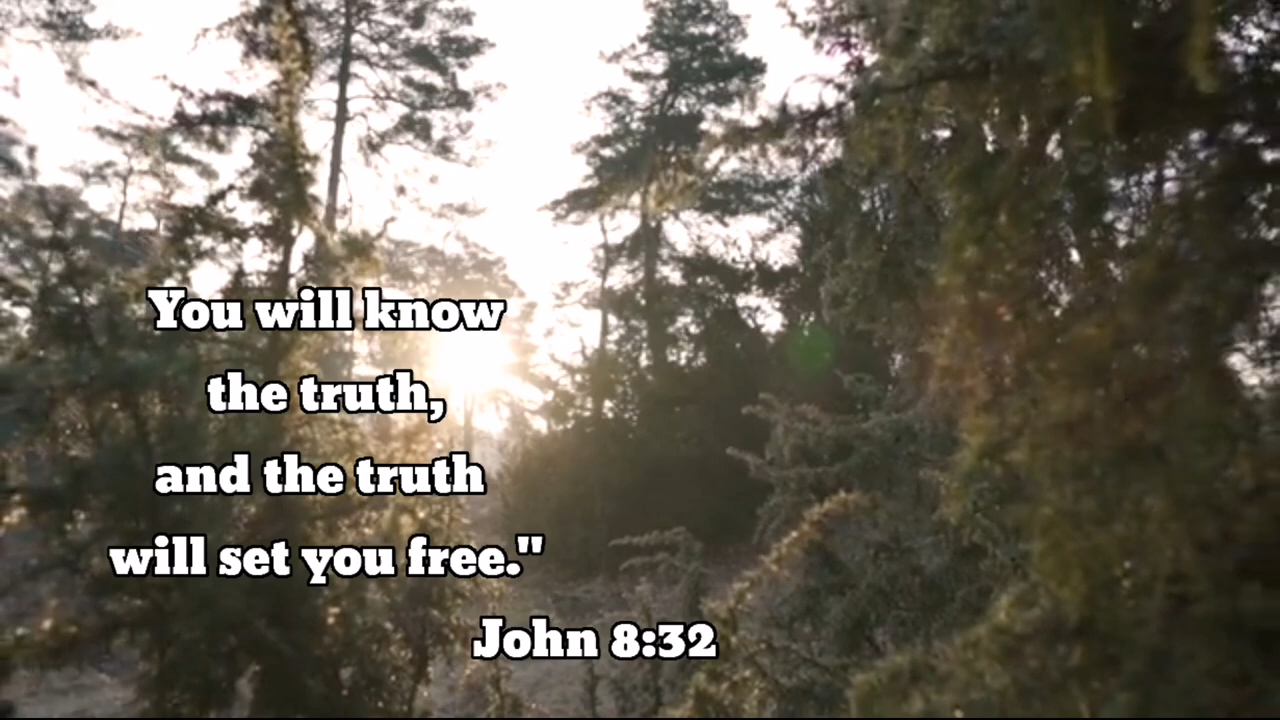 You will know
the truth,
and the truth
will set you free."
John 8:32